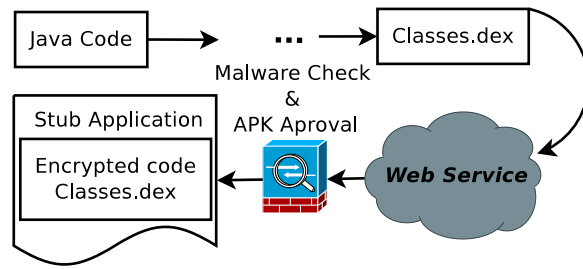 Java Code
...
Classes.dex
Malware Check
&
APK Aproval
Stub Application
Encrypted code
Classes.dex
Web Service